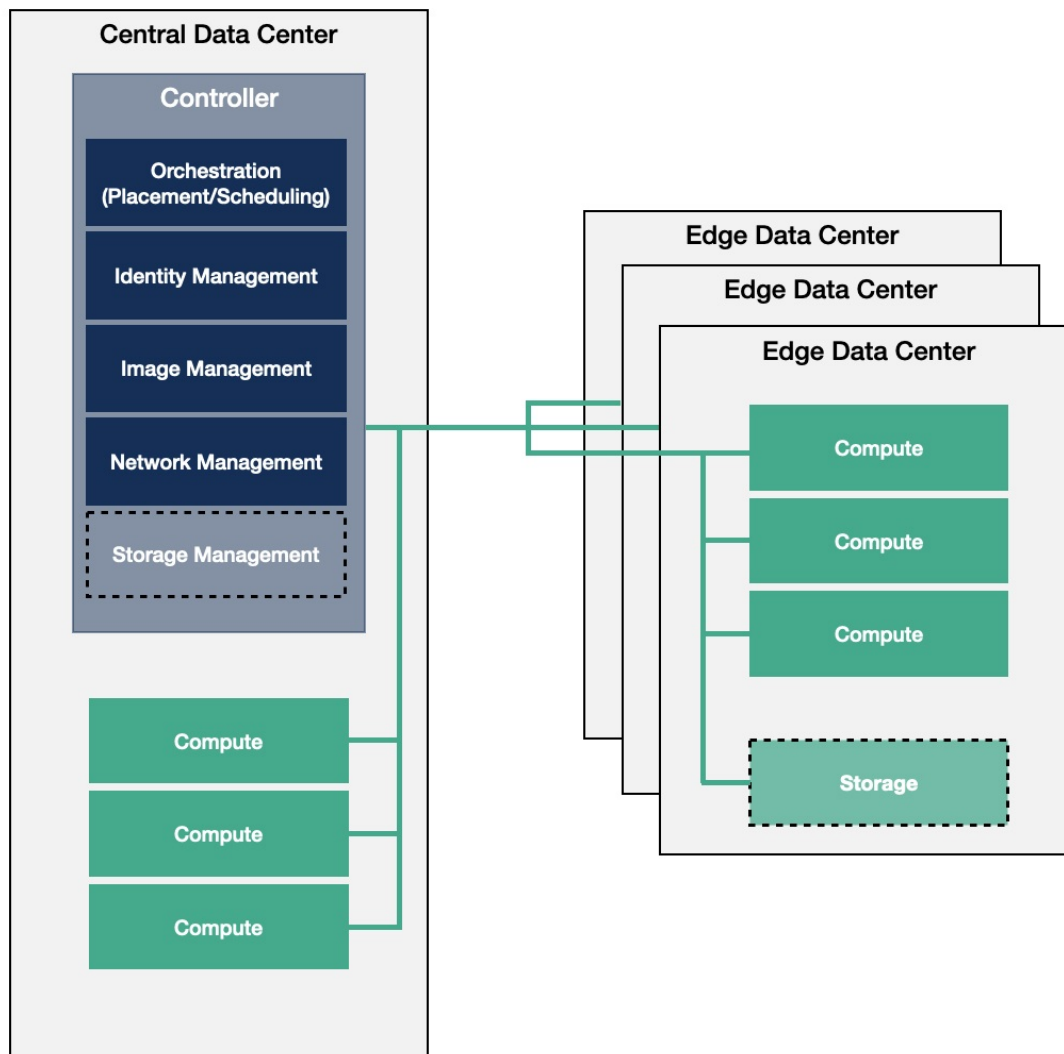 Central Data Center
Controller
Orchestration
(Placement/Scheduling)
Identity Management
Image Management
Network Management
Storage Management
Compute
Compute
Compute
Edge Data Center
Edge Data Center
Edge Data Center
Compute
Compute
Compute
Storage